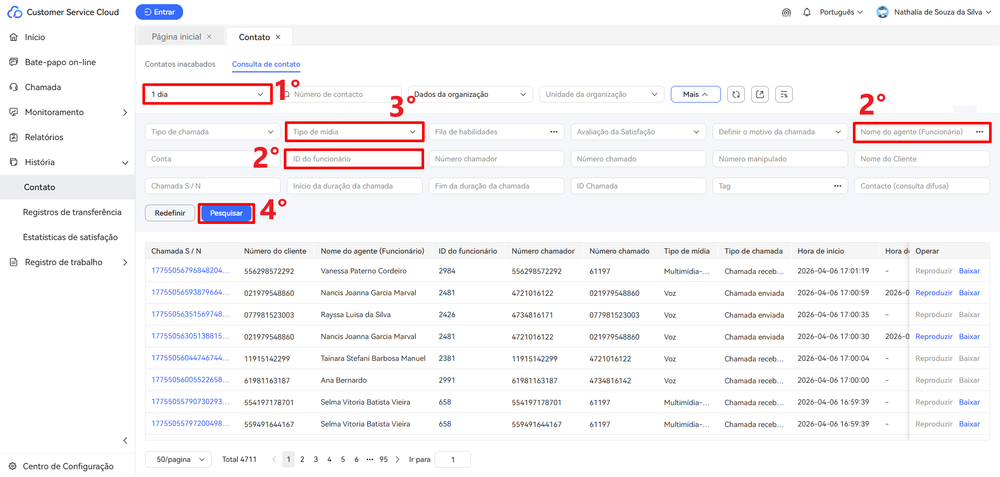 Customer Service Cloud
Entrar
Português
Nathalia de Souza da Silva
Início
Bate-papo on-line
Chamada
Monitoramento
Relatórios
História
Contato
Registros de transferência
Estatísticas de satisfação
Registro de trabalho
Centro de Configuração
Página inicial
Contato
Contatos inacabados
Consulta de contato
1 dia
1°
Número de contacto
Dados da organização
Unidade da organização
Mais
3°
2°
Tipo de chamada
Tipo de mídia
Fila de habilidades
Avaliação da Satisfação
Definir o motivo da chamada
Nome do agente (Funcionário)
Conta
2°
ID do funcionário
Número chamador
Número chamado
Número manipulado
Nome do Cliente
Chamada S / N
Início da duração da chamada
Fim da duração da chamada
ID Chamada
Tag
Contacto (consulta difusa)
Redefinir
Pesquisar
4°
Chamada S / N Número do cliente Nome do agente (Funcionário) ID do funcionário Número chamador Número chamado Tipo de mídia Tipo de chamada Hora de início Hora de Operar
17755056796848204... 556298572292 Vanessa Paterno Cordeiro 2984 556298572292 61197 Multimídia-... Chamada receb... 2026-04-06 17:01:19 - Reproduzir Baixar
17755056593879664... 021979548860 Nancis Joanna Garcia Marval 2481 4721016122 021979548860 Voz Chamada enviada 2026-04-06 17:00:59 2026-0 Reproduzir Baixar
17755056351569748... 077981523003 Rayssa Luisa da Silva 2426 4734816171 077981523003 Voz Chamada enviada 2026-04-06 17:00:35 - Reproduzir Baixar
17755056305138815... 021979548860 Nancis Joanna Garcia Marval 2481 4721016122 021979548860 Voz Chamada enviada 2026-04-06 17:00:30 2026-0 Reproduzir Baixar
17755056044746744... 11915142299 Tainara Stefani Barbosa Manuel 2381 11915142299 4721016122 Voz Chamada receb... 2026-04-06 17:00:04 - Reproduzir Baixar
17755056005522658... 61981163187 Ana Bernardo 2991 61981163187 4734816142 Voz Chamada receb... 2026-04-06 17:00:00 - Reproduzir Baixar
17755055790730293... 554197178701 Selma Vitoria Batista Vieira 658 554197178701 61197 Multimídia-... Chamada receb... 2026-04-06 16:59:39 - Reproduzir Baixar
17755055797200498... 559491644167 Selma Vitoria Batista Vieira 658 559491644167 61197 Multimídia-... Chamada receb... 2026-04-06 16:59:39 - Reproduzir Baixar
50/pagina Total 4711 1 2 3 4 5 6 ••• 95 Ir para 1